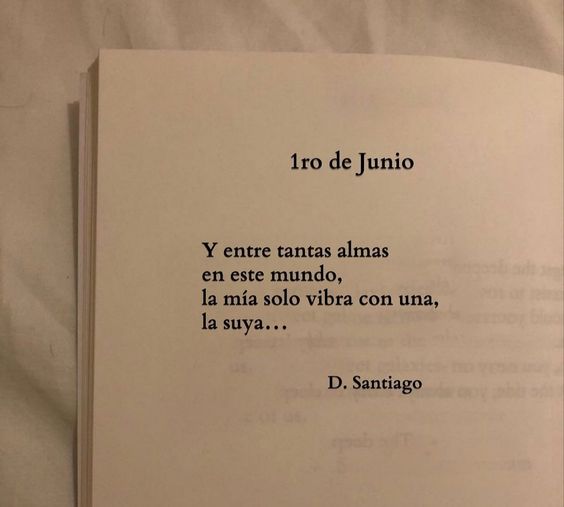 1ro de Junio
Y entre tantas almas
en este mundo,
la mía solo vibra con una,
la suya...
D. Santiago